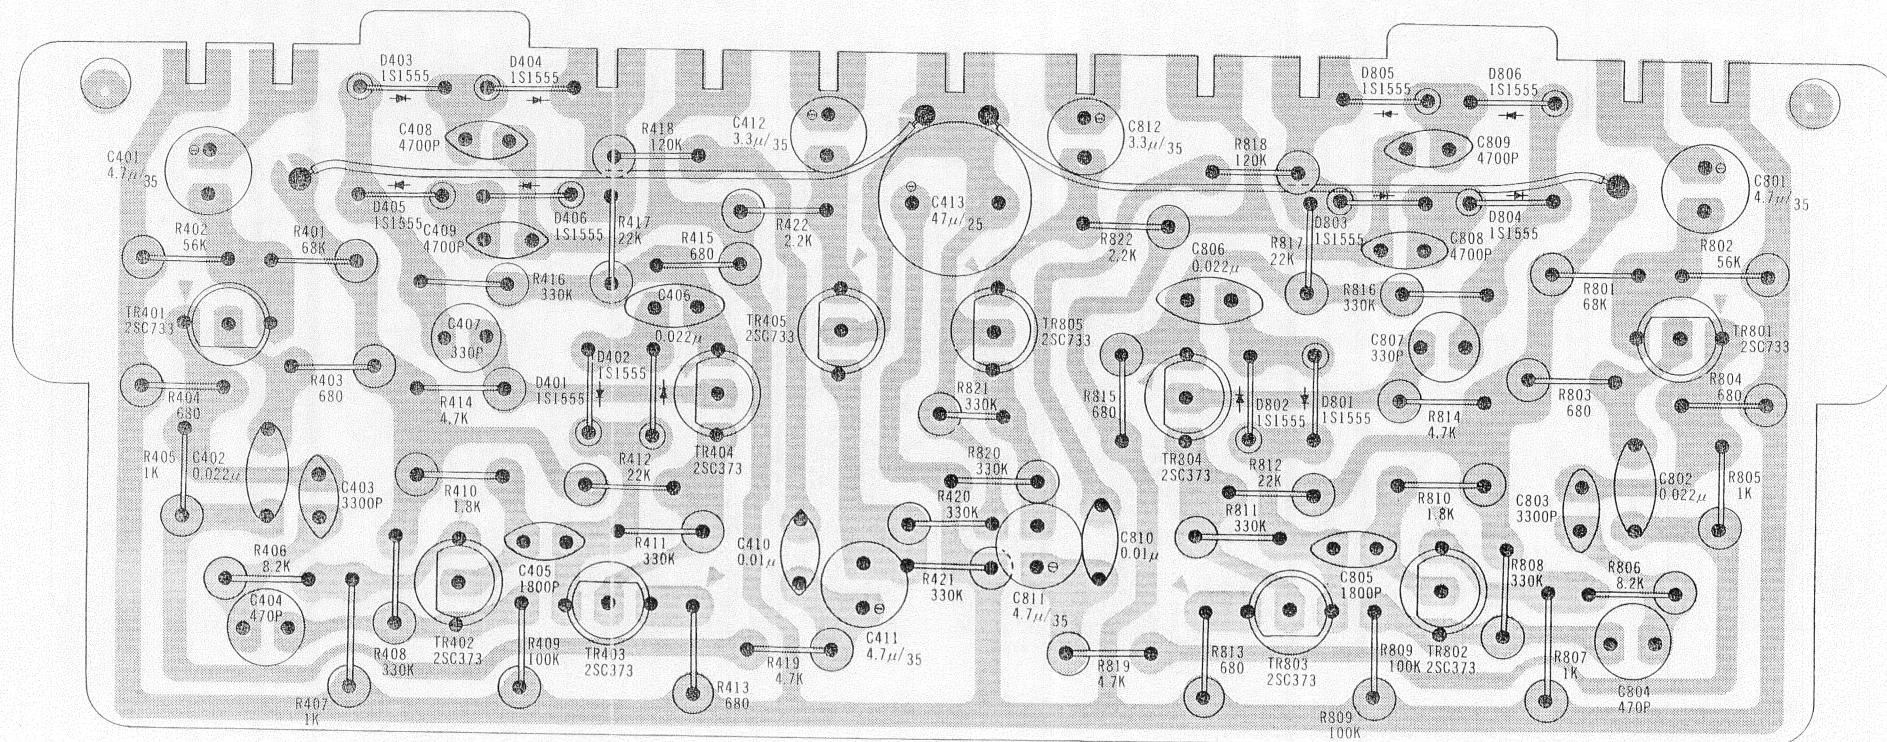 D403
1S1555
D404
1S1555
D805
1S1555
D806
1S1555
C408
4700P
R418
120K
C412
3.3μ/35
C812
3.3μ/35
R818
120K
C809
4700P
C401
4.7μ/35
C801
4.7μ/35
D405
1S1555
C409
4700P
D406
1S1555
R417
22K
R422
2.2K
C413
47μ/25
R822
2.2K
R817
22K
D803
1S1555
D804
1S1555
C808
4700P
R402
56K
R401
68K
R415
680
C806
0.022μ
R802
56K
R416
330K
R816
330K
R801
68K
TR401
2SC733
C406
0.022μ
C407
330P
TR405
2SC733
TR805
2SC733
C807
330P
TR801
2SC733
R404
680
R403
680
R414
4.7K
D401
1S1555
D402
1S1555
R821
330K
R815
680
D802
1S1555
D801
1S1555
R814
4.7K
R803
680
R804
680
R405
1K
C402
0.022μ
C403
3300P
R410
1.8K
R412
22K
TR404
2SC373
R820
330K
R420
330K
TR804
2SC373
R812
22K
R811
330K
R810
1.8K
C803
3300P
C802
0.022μ
R805
1K
R406
8.2K
C404
470P
C405
1800P
R411
330K
C410
0.01μ
R421
330K
C810
0.01μ
C811
4.7μ/35
C805
1800P
R808
330K
R806
8.2K
R407
1K
R408
330K
TR402
2SC373
R409
100K
TR403
2SC373
R413
680
R419
4.7K
C411
4.7μ/35
R819
4.7K
R813
680
TR803
2SC373
R809
100K
TR802
2SC373
R807
1K
C804
470P
R809
100K